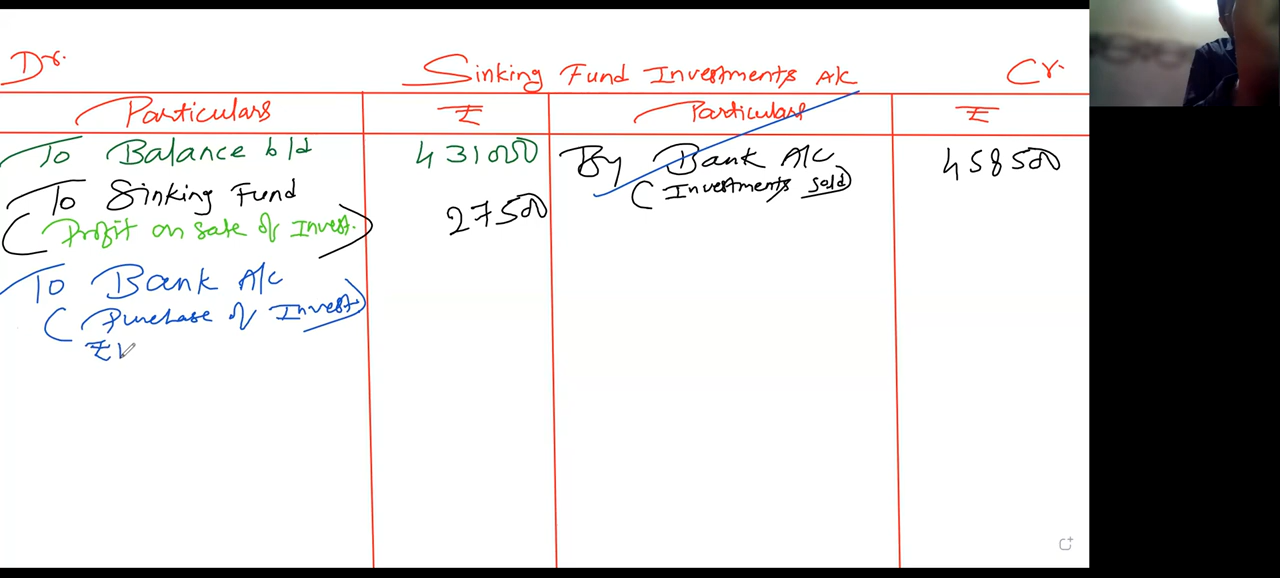 Dr. Sinking Fund Investments A/c Cr.
Particulars ₹ Particulars ₹
To Balance b/d 431000 By Bank A/c 458500
(Investments sold)
To Sinking Fund
(Profit on sale of Invest.) 27500
To Bank A/c
(Purchase of Invest.)
₹1